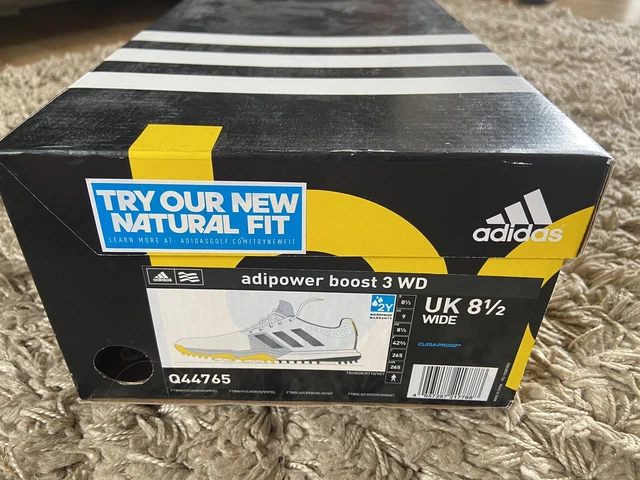 TRY OUR NEW
NATURAL FIT
LEARN MORE AT: ADIDASGOLF.COM/TRYNEWFIT
adidas
adipower boost 3 WD
2Y
WATERPROOF
WARRANTY
8½
9
8½
42⅔
265
265
UK 8½
WIDE
CLIMAPROOF
Q44765